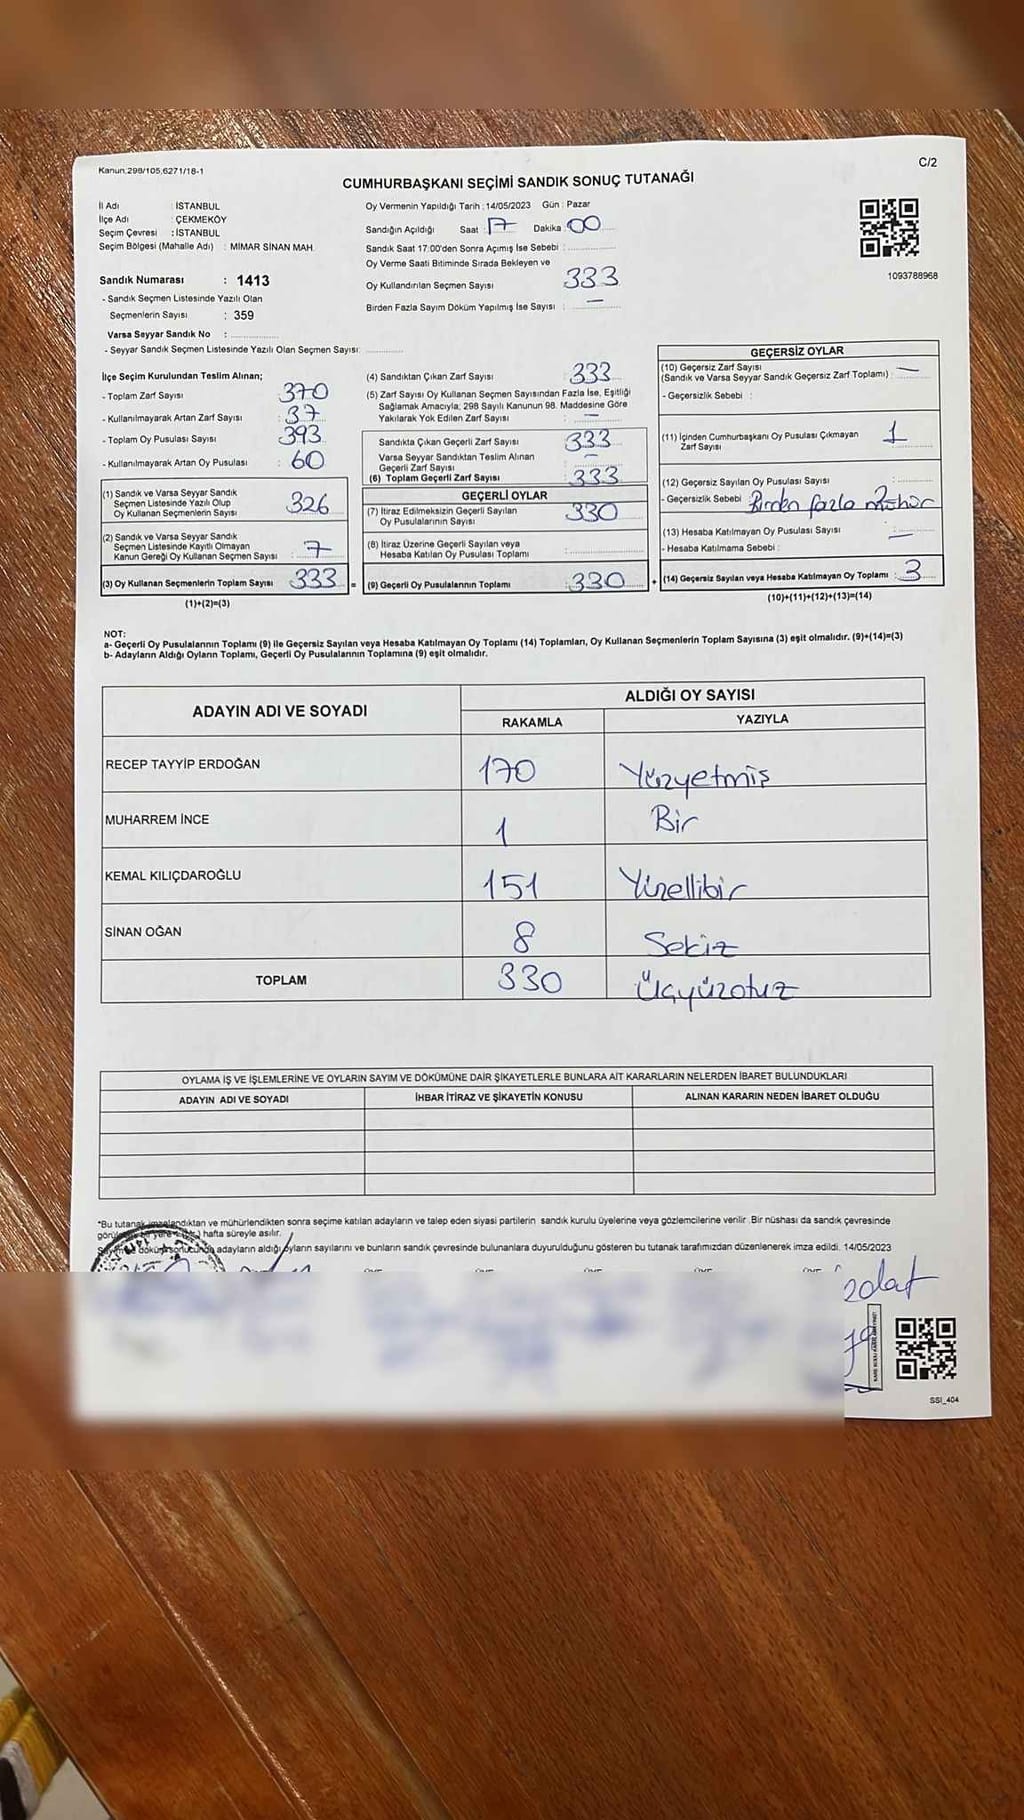 Kanun,298/105,6271/18-1
C/2
CUMHURBAŞKANI SEÇİMİ SANDIK SONUÇ TUTANAĞI
İl Adı : İSTANBUL
İlçe Adı : ÇEKMEKÖY
Seçim Çevresi : İSTANBUL
Seçim Bölgesi (Mahalle Adı) : MİMAR SİNAN MAH.
Sandık Numarası : 1413
- Sandık Seçmen Listesinde Yazılı Olan
Seçmenlerin Sayısı : 359
Varsa Seyyar Sandık No :
- Seyyar Sandık Seçmen Listesinde Yazılı Olan Seçmen Sayısı:
Oy Vermenin Yapıldığı Tarih : 14/05/2023 Gün : Pazar
Sandığın Açıldığı Saat : 17 Dakika : 00
Sandık Saat 17:00'den Sonra Açımış İse Sebebi :
Oy Verme Saati Bitiminde Sırada Bekleyen ve
Oy Kullandırılan Seçmen Sayısı : 333
Birden Fazla Sayım Döküm Yapılmış İse Sayısı : —
1093788968
İlçe Seçim Kurulundan Teslim Alınan;
- Toplam Zarf Sayısı : 370
- Kullanılmayarak Artan Zarf Sayısı : 37
- Toplam Oy Pusulası Sayısı : 393
- Kullanılmayarak Artan Oy Pusulası : 60
(1) Sandık ve Varsa Seyyar Sandık
Seçmen Listesinde Yazılı Olup
Oy Kullanan Seçmenlerin Sayısı : 326
(2) Sandık ve Varsa Seyyar Sandık
Seçmen Listesinde Kayıtlı Olmayan
Kanun Gereği Oy Kullanan Seçmen Sayısı : 7
(3) Oy Kullanan Seçmenlerin Toplam Sayısı : 333 =
(1)+(2)=(3)
(4) Sandıktan Çıkan Zarf Sayısı : 333
(5) Zarf Sayısı Oy Kullanan Seçmen Sayısından Fazla İse, Eşitliği
Sağlamak Amacıyla; 298 Sayılı Kanunun 98. Maddesine Göre
Yakılarak Yok Edilen Zarf Sayısı : —
Sandıkta Çıkan Geçerli Zarf Sayısı : 333
Varsa Seyyar Sandıktan Teslim Alınan
Geçerli Zarf Sayısı : —
(6) Toplam Geçerli Zarf Sayısı : 333
GEÇERLİ OYLAR
(7) İtiraz Edilmeksizin Geçerli Sayılan
Oy Pusulalarının Sayısı : 330
(8) İtiraz Üzerine Geçerli Sayılan veya
Hesaba Katılan Oy Pusulası Toplamı :
(9) Geçerli Oy Pusulalarının Toplamı : 330 +
GEÇERSİZ OYLAR
(10) Geçersiz Zarf Sayısı
(Sandık ve Varsa Seyyar Sandık Geçersiz Zarf Toplamı) : —
- Geçersizlik Sebebi :
(11) İçinden Cumhurbaşkanı Oy Pusulası Çıkmayan
Zarf Sayısı : 1
(12) Geçersiz Sayılan Oy Pusulası Sayısı :
- Geçersizlik Sebebi : Birden fazla mühür
(13) Hesaba Katılmayan Oy Pusulası Sayısı : —
- Hesaba Katılmama Sebebi :
(14) Geçersiz Sayılan veya Hesaba Katılmayan Oy Toplamı : 3
(10)+(11)+(12)+(13)=(14)
NOT:
a- Geçerli Oy Pusulalarının Toplamı (9) ile Geçersiz Sayılan veya Hesaba Katılmayan Oy Toplamı (14) Toplamları, Oy Kullanan Seçmenlerin Toplam Sayısına (3) eşit olmalıdır. (9)+(14)=(3)
b- Adayların Aldığı Oyların Toplamı, Geçerli Oy Pusulalarının Toplamına (9) eşit olmalıdır.
ADAYIN ADI VE SOYADI ALDIĞI OY SAYISI
RAKAMLA YAZIYLA
RECEP TAYYİP ERDOĞAN 170 Yüzyetmiş
MUHARREM İNCE 1 Bir
KEMAL KILIÇDAROĞLU 151 Yüzellibir
SİNAN OĞAN 8 Sekiz
TOPLAM 330 Üçyüzotuz
OYLAMA İŞ VE İŞLEMLERİNE VE OYLARIN SAYIM VE DÖKÜMÜNE DAİR ŞİKAYETLERLE BUNLARA AİT KARARLARIN NELERDEN İBARET BULUNDUKLARI
ADAYIN ADI VE SOYADI İHBAR İTİRAZ VE ŞİKAYETİN KONUSU ALINAN KARARIN NEDEN İBARET OLDUĞU
*Bu tutanak imzalandıktan ve mühürlendikten sonra seçime katılan adayların ve talep eden siyasi partilerin sandık kurulu üyelerine veya gözlemcilerine verilir .Bir nüshası da sandık çevresinde
hafta süreyle asılır.
adayların aldığı oyların sayılarını ve bunların sandık çevresinde bulunanlara duyurulduğunu gösteren bu tutanak tarafımızdan düzenlenerek imza edildi. 14/05/2023
SSI_404